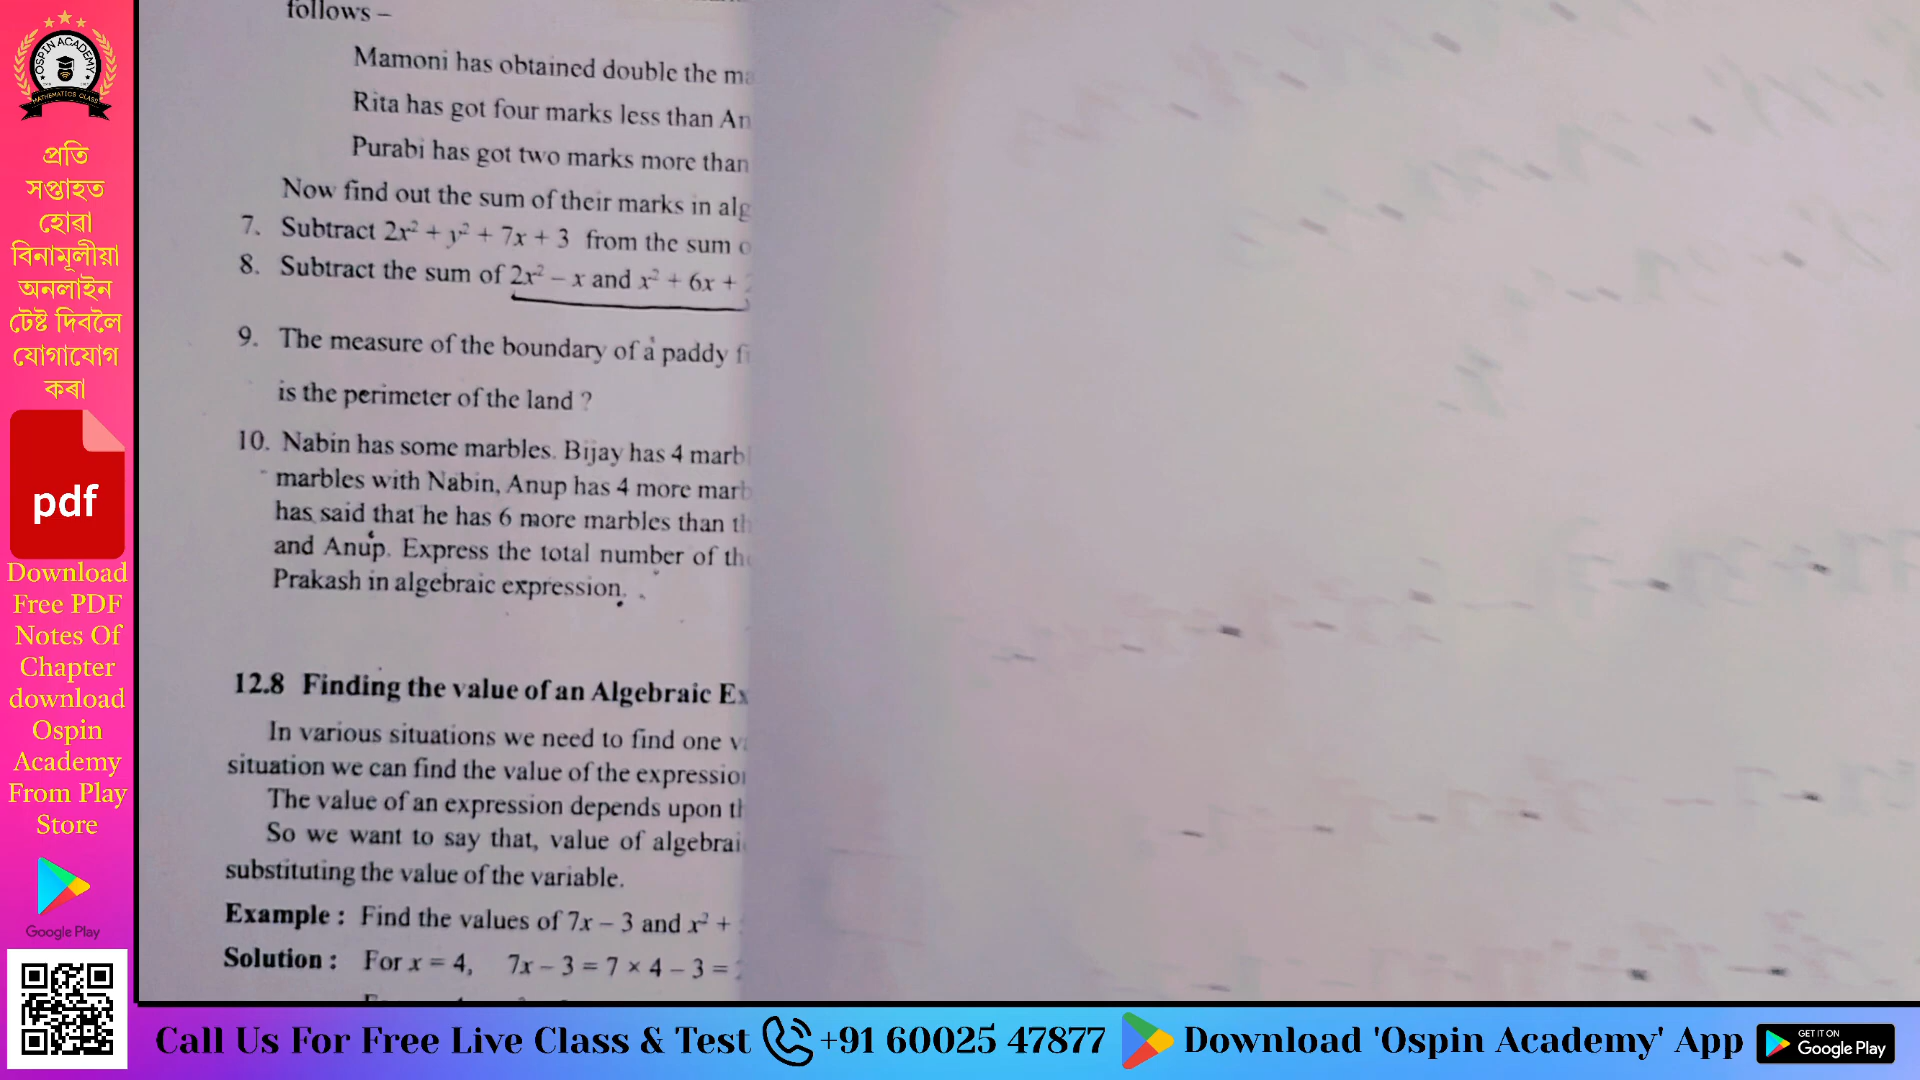 OSPIN ACADEMY
MATHEMATICS CLASS
প্ৰতি
সপ্তাহত
হোৱা
বিনামূলীয়া
অনলাইন
টেষ্ট দিবলৈ
যোগাযোগ
কৰা
pdf
Download
Free PDF
Notes Of
Chapter
download
Ospin
Academy
From Play
Store
Google Play
follows –
Mamoni has obtained double the
Rita has got four marks less than
Purabi has got two marks more than
Now find out the sum of their marks in
7. Subtract 2x² + y² + 7x + 3 from the sum
8. Subtract the sum of 2x² – x and x² + 6x +
9. The measure of the boundary of a paddy
is the perimeter of the land ?
10. Nabin has some marbles. Bijay has 4
marbles with Nabin, Anup has 4 more
has said that he has 6 more marbles than
and Anup. Express the total number of
Prakash in algebraic expression.
12.8 Finding the value of an Algebraic
In various situations we need to find one
situation we can find the value of the
The value of an expression depends upon
So we want to say that, value of
substituting the value of the variable.
Example : Find the values of 7x – 3 and x² +
Solution : For x = 4, 7x – 3 = 7 × 4 – 3 =
Call Us For Free Live Class & Test +91 60025 47877 Download 'Ospin Academy' App
GET IT ON
Google Play